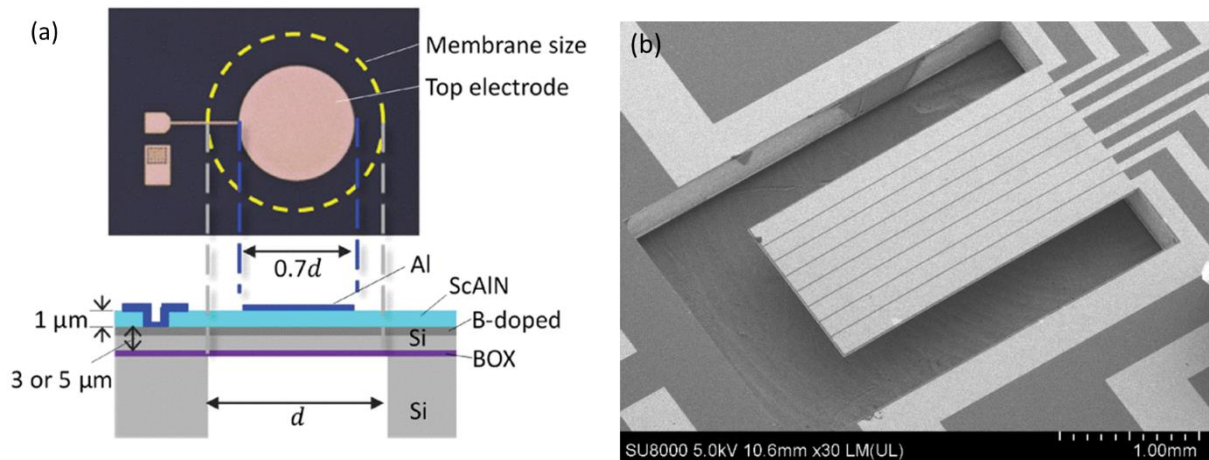 (a)
Membrane size
Top electrode
0.7d
Al
ScAlN
B-doped
1 μm
Si
BOX
3 or 5 μm
d
Si
(b)
SU8000 5.0kV 10.6mm x30 LM(UL)
1.00mm